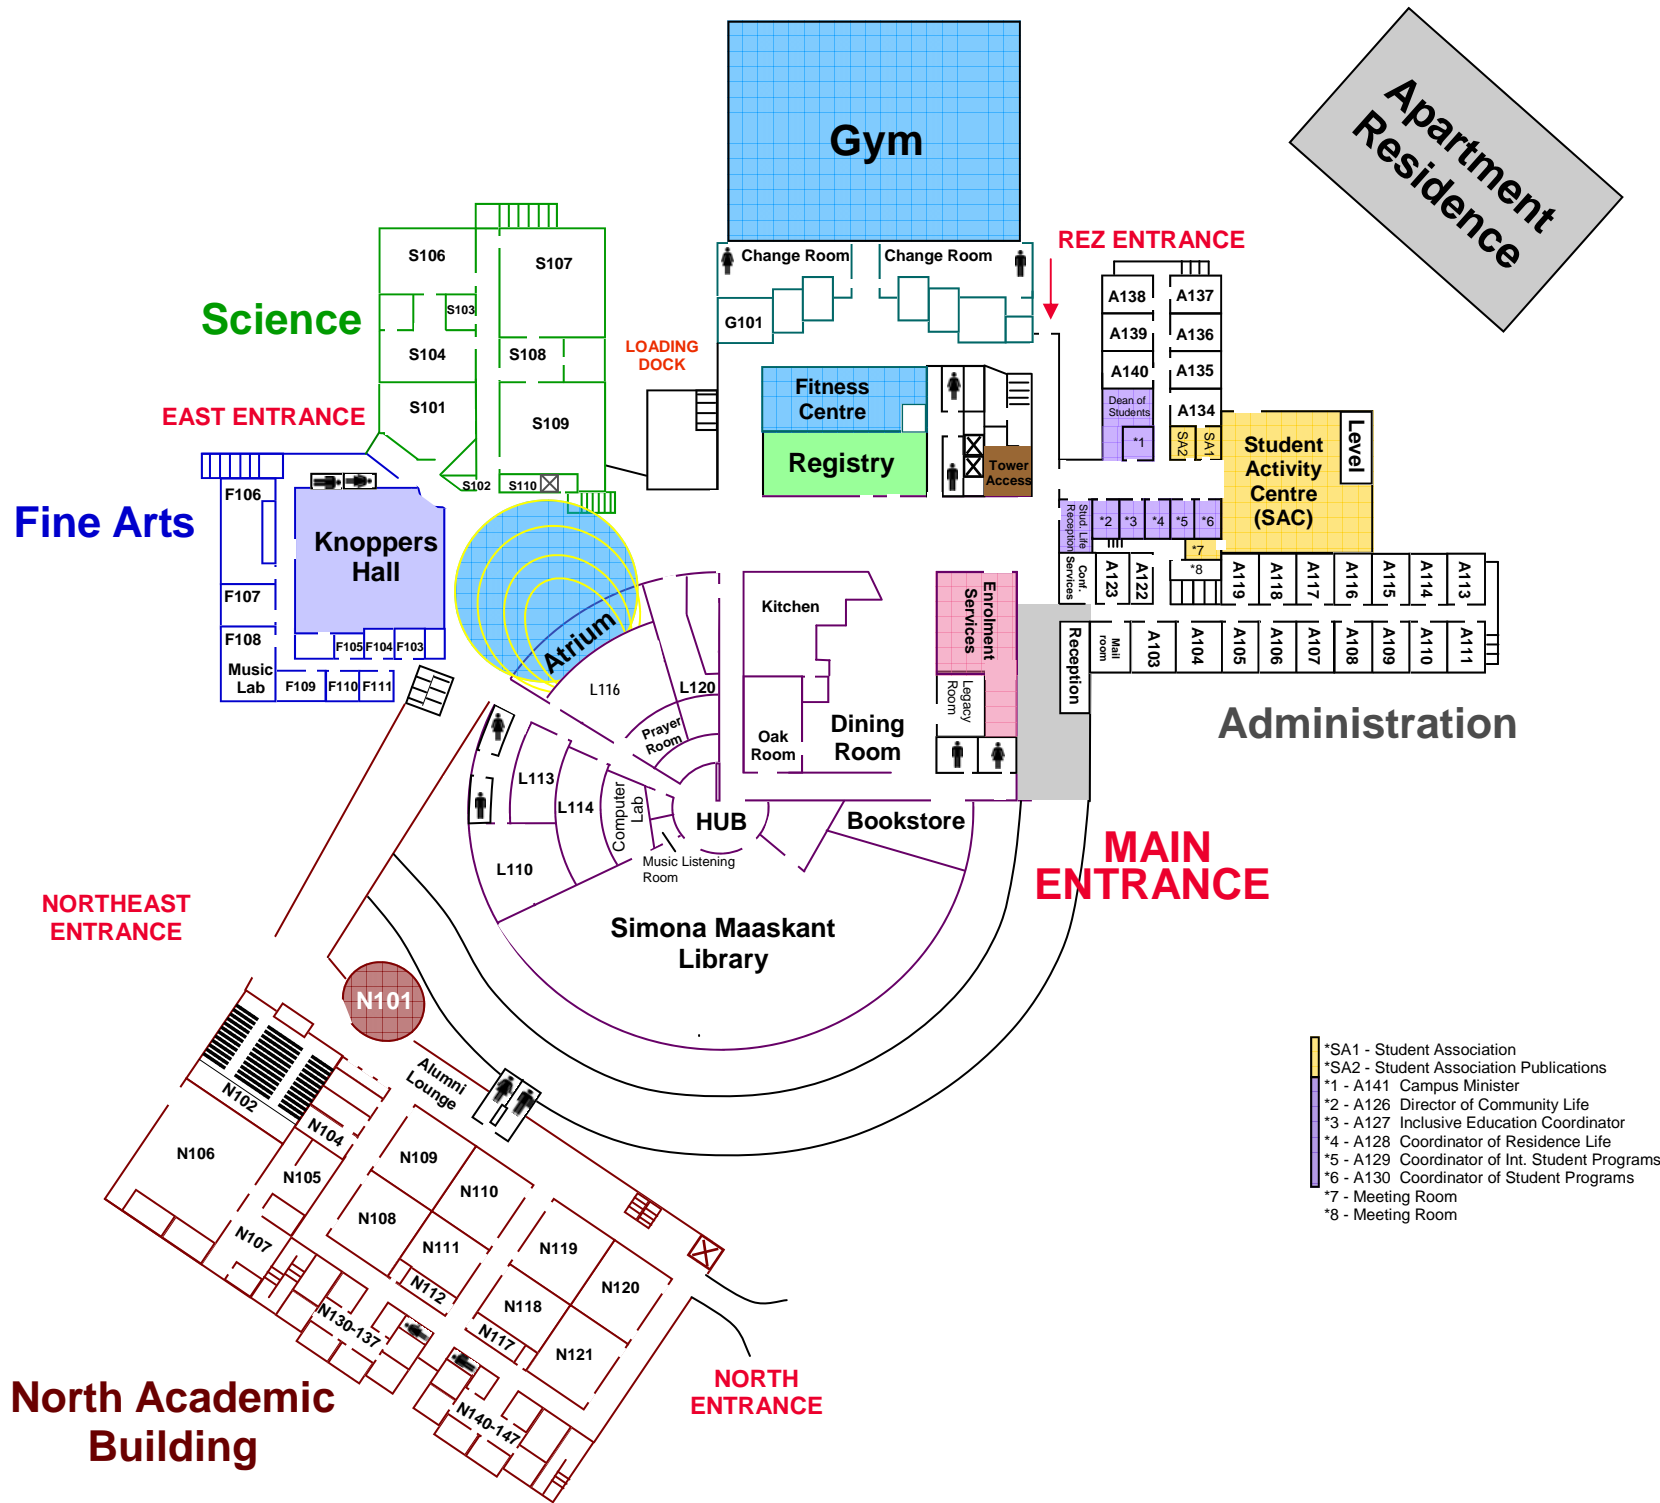 Apartment
Residence
Gym
REZ ENTRANCE
Change Room
Change Room
G101
Science
S106
S107
S103
S104
S108
S101
S109
S102
S110
LOADING
DOCK
EAST ENTRANCE
Fitness
Centre
Registry
Tower
Access
A138
A137
A139
A136
A140
A135
Dean of
Students
A134
*1
SA2
SA1
Student
Activity
Centre
(SAC)
Level
Stud. Life
Reception
*2
*3
*4
*5
*6
*7
*8
Conf.
Services
A123
A122
A119
A118
A117
A116
A115
A114
A113
Reception
Mail
room
A103
A104
A105
A106
A107
A108
A109
A110
A111
Administration
Fine Arts
F106
Knoppers
Hall
F107
F108
Music
Lab
F105
F104
F103
F109
F110
F111
Atrium
L116
L120
Prayer
Room
Kitchen
Oak
Room
Dining
Room
Enrolment
Services
Legacy
Room
L113
L114
Computer
Lab
L110
HUB
Music Listening
Room
Bookstore
Simona Maaskant
Library
MAIN
ENTRANCE
NORTHEAST
ENTRANCE
N101
Alumni
Lounge
N102
N104
N106
N105
N107
N109
N110
N108
N111
N112
N119
N120
N118
N117
N121
N130-137
N140-147
NORTH
ENTRANCE
North Academic
Building
*SA1 - Student Association
*SA2 - Student Association Publications
*1 - A141 Campus Minister
*2 - A126 Director of Community Life
*3 - A127 Inclusive Education Coordinator
*4 - A128 Coordinator of Residence Life
*5 - A129 Coordinator of Int. Student Programs
*6 - A130 Coordinator of Student Programs
*7 - Meeting Room
*8 - Meeting Room